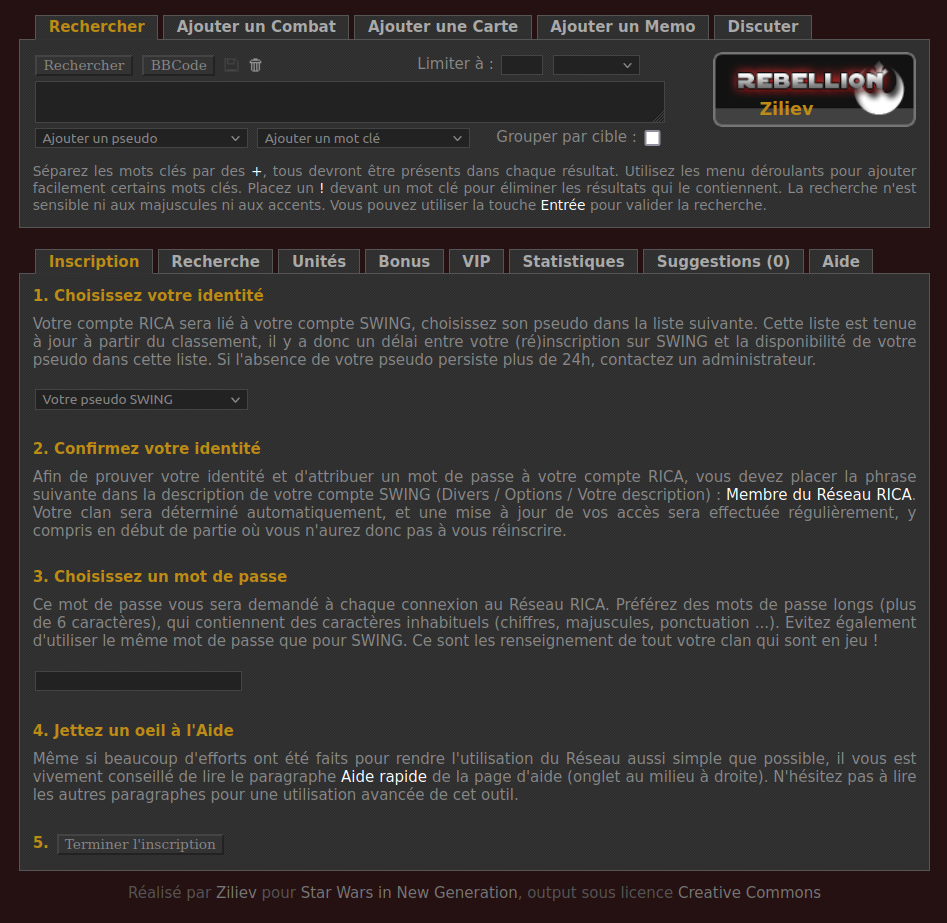 Rechercher Ajouter un Combat Ajouter une Carte Ajouter un Memo Discuter
Rechercher BBCode Limiter à :
REBELLION
Ziliev
Ajouter un pseudo Ajouter un mot clé Grouper par cible :
Séparez les mots clés par des +, tous devront être présents dans chaque résultat. Utilisez les menu déroulants pour ajouter
facilement certains mots clés. Placez un ! devant un mot clé pour éliminer les résultats qui le contiennent. La recherche n'est
sensible ni aux majuscules ni aux accents. Vous pouvez utiliser la touche Entrée pour valider la recherche.
Inscription Recherche Unités Bonus VIP Statistiques Suggestions (0) Aide
1. Choisissez votre identité
Votre compte RICA sera lié à votre compte SWING, choisissez son pseudo dans la liste suivante. Cette liste est tenue
à jour à partir du classement, il y a donc un délai entre votre (ré)inscription sur SWING et la disponibilité de votre
pseudo dans cette liste. Si l'absence de votre pseudo persiste plus de 24h, contactez un administrateur.
Votre pseudo SWING
2. Confirmez votre identité
Afin de prouver votre identité et d'attribuer un mot de passe à votre compte RICA, vous devez placer la phrase
suivante dans la description de votre compte SWING (Divers / Options / Votre description) : Membre du Réseau RICA.
Votre clan sera déterminé automatiquement, et une mise à jour de vos accès sera effectuée régulièrement, y
compris en début de partie où vous n'aurez donc pas à vous réinscrire.
3. Choisissez un mot de passe
Ce mot de passe vous sera demandé à chaque connexion au Réseau RICA. Préférez des mots de passe longs (plus
de 6 caractères), qui contiennent des caractères inhabituels (chiffres, majuscules, ponctuation ...). Evitez également
d'utiliser le même mot de passe que pour SWING. Ce sont les renseignement de tout votre clan qui sont en jeu !
4. Jettez un oeil à l'Aide
Même si beaucoup d'efforts ont été faits pour rendre l'utilisation du Réseau aussi simple que possible, il vous est
vivement conseillé de lire le paragraphe Aide rapide de la page d'aide (onglet au milieu à droite). N'hésitez pas à lire
les autres paragraphes pour une utilisation avancée de cet outil.
5. Terminer l'inscription
Réalisé par Ziliev pour Star Wars in New Generation, output sous licence Creative Commons